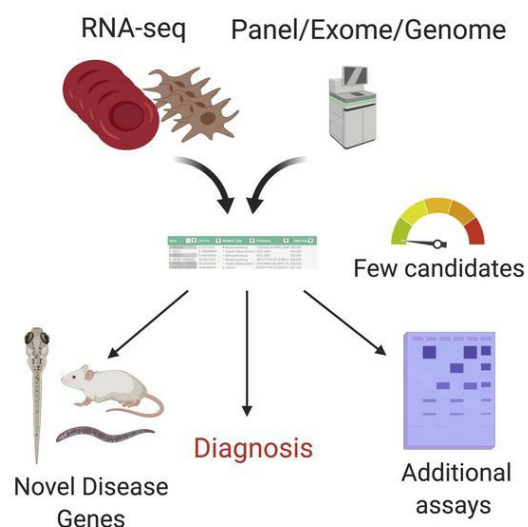 RNA-seq
Panel/Exome/Genome
Few candidates
Diagnosis
Novel Disease
Genes
Additional
assays